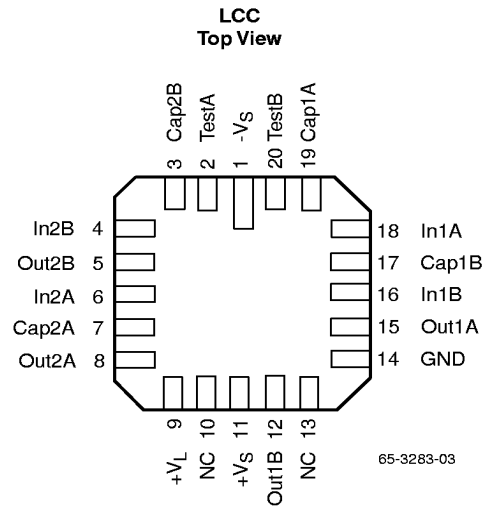 LCC
Top View
3 Cap2B
2 TestA
1 -VS
20 TestB
19 Cap1A
In2B 4
Out2B 5
In2A 6
Cap2A 7
Out2A 8
18 In1A
17 Cap1B
16 In1B
15 Out1A
14 GND
+VL 9
NC 10
+VS 11
Out1B 12
NC 13
65-3283-03